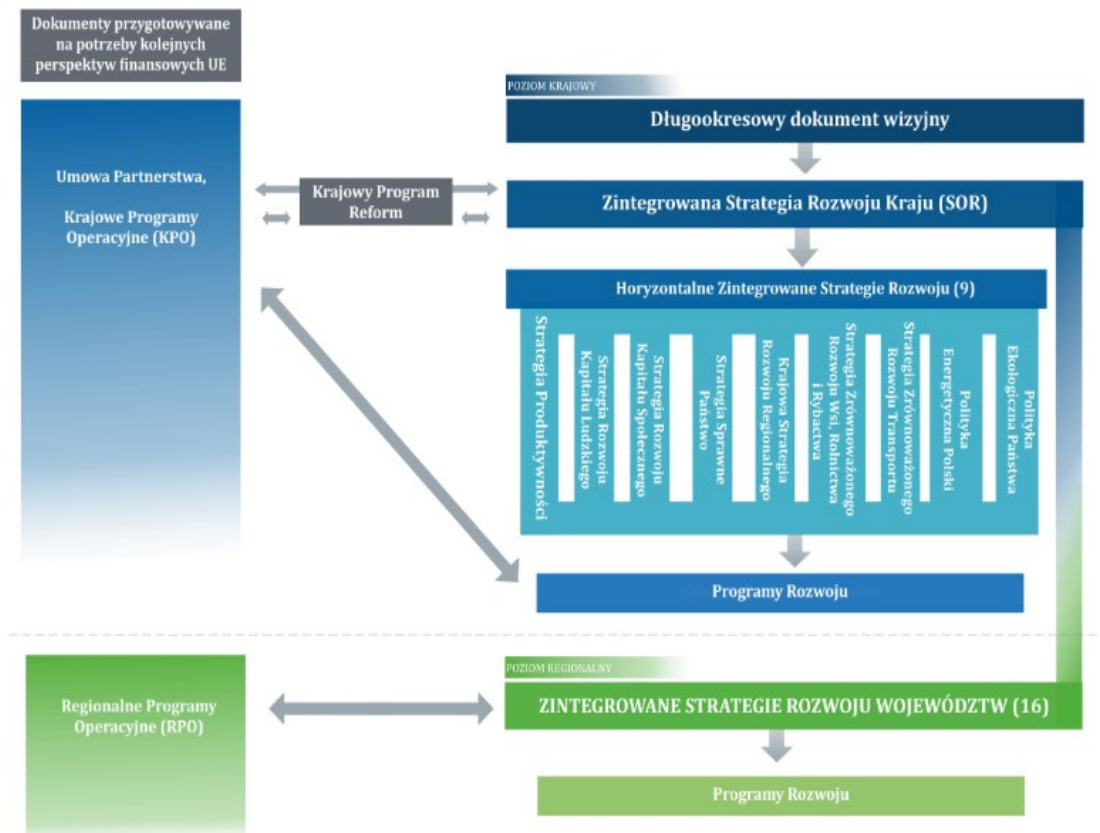 Dokumenty przygotowywane
na potrzeby kolejnych
perspektyw finansowych UE
Umowa Partnerstwa,
Krajowe Programy
Operacyjne (KPO)
Krajowy Program
Reform
POZIOM KRAJOWY
Długookresowy dokument wizyjny
Zintegrowana Strategia Rozwoju Kraju (SOR)
Horyzontalne Zintegrowane Strategie Rozwoju (9)
Strategia Produktywności
Strategia Rozwoju
Kapitału Ludzkiego
Strategia Rozwoju
Kapitału Społecznego
Strategia Sprawne
Państwo
Krajowa Strategia
Rozwoju Regionalnego
Strategia Zrównoważonego
Rozwoju Wsi, Rolnictwa
i Rybactwa
Strategia Zrównoważonego
Rozwoju Transportu
Polityka
Energetyczna Polski
Polityka
Ekologiczna Państwa
Programy Rozwoju
Regionalne Programy
Operacyjne (RPO)
POZIOM REGIONALNY
ZINTEGROWANE STRATEGIE ROZWOJU WOJEWÓDZTW (16)
Programy Rozwoju